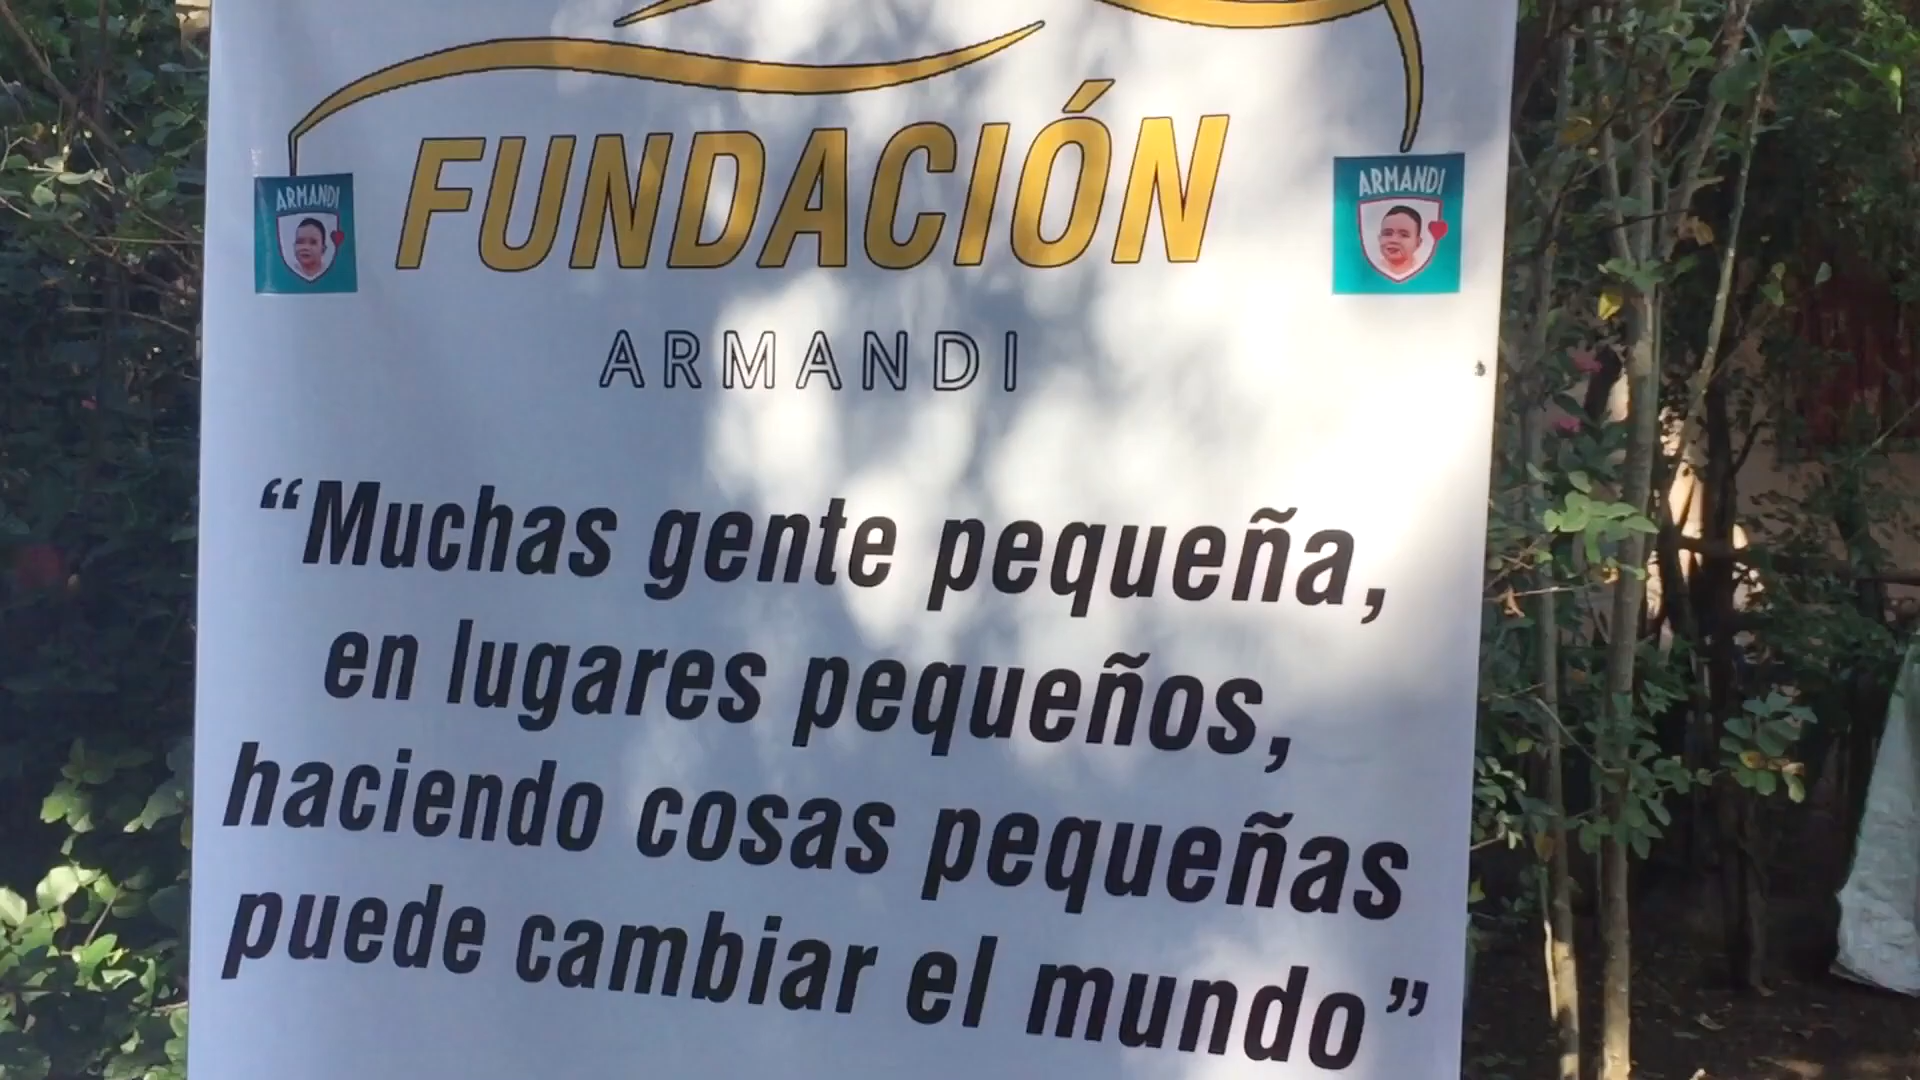 FUNDACIÓN
ARMANDI
ARMANDI
ARMANDI
“Muchas gente pequeña,
en lugares pequeños,
haciendo cosas pequeñas
puede cambiar el mundo”